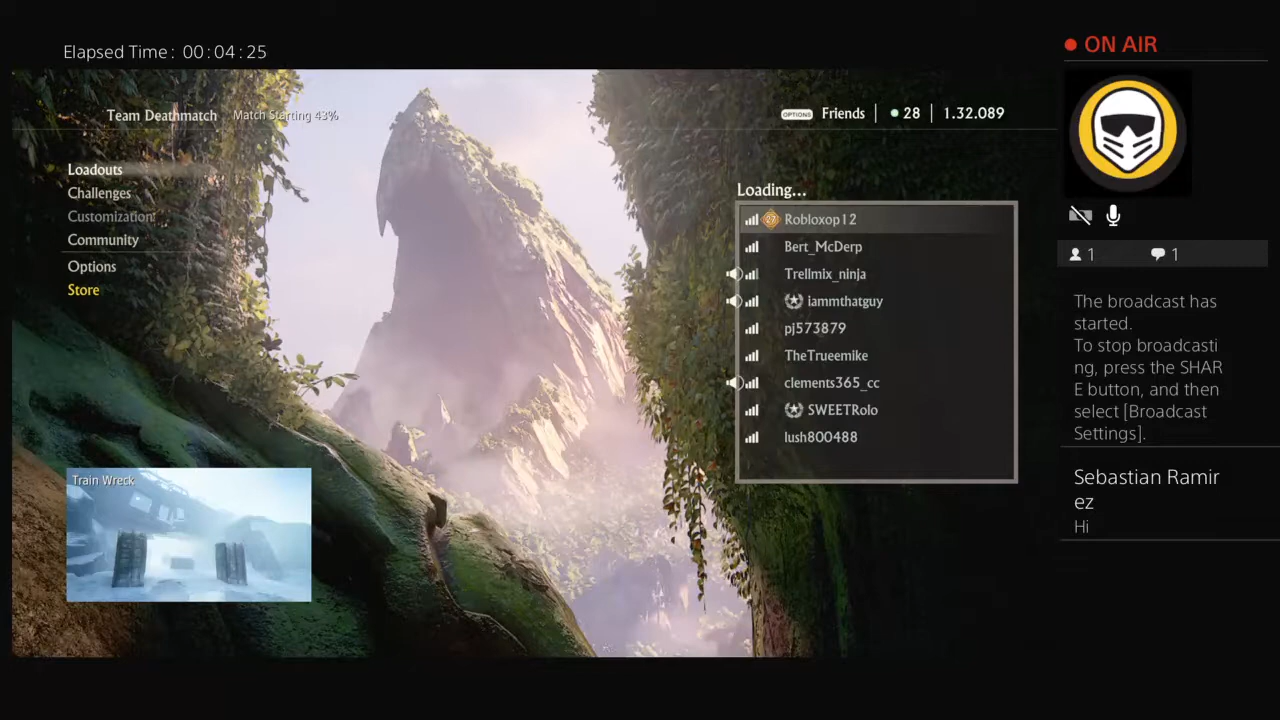 Elapsed Time: 00:04:25
ON AIR
Team Deathmatch Match Starting 43%
OPTIONS Friends 28 1.32.089
Loadouts
Challenges
Customization
Community
Options
Store
Loading...
27 Robloxop12
Bert_McDerp
Trellmix_ninja
iammthatguy
pj573879
TheTrueemike
clements365_cc
SWEETRolo
lush800488
Train Wreck
1 1
The broadcast has
started.
To stop broadcasti
ng, press the SHAR
E button, and then
select [Broadcast
Settings].
Sebastian Ramir
ez
Hi